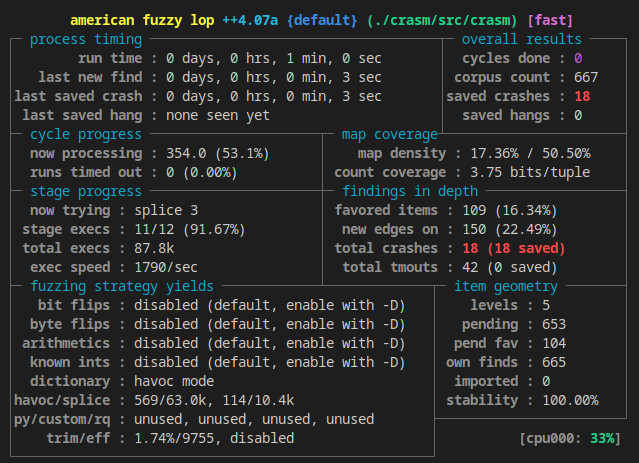 american fuzzy lop ++4.07a {default} (./crasm/src/crasm) [fast]
process timing overall results
run time : 0 days, 0 hrs, 1 min, 0 sec cycles done : 0
last new find : 0 days, 0 hrs, 0 min, 3 sec corpus count : 667
last saved crash : 0 days, 0 hrs, 0 min, 3 sec saved crashes : 18
last saved hang : none seen yet saved hangs : 0
cycle progress map coverage
now processing : 354.0 (53.1%) map density : 17.36% / 50.50%
runs timed out : 0 (0.00%) count coverage : 3.75 bits/tuple
stage progress findings in depth
now trying : splice 3 favored items : 109 (16.34%)
stage execs : 11/12 (91.67%) new edges on : 150 (22.49%)
total execs : 87.8k total crashes : 18 (18 saved)
exec speed : 1790/sec total tmouts : 42 (0 saved)
fuzzing strategy yields item geometry
bit flips : disabled (default, enable with -D) levels : 5
byte flips : disabled (default, enable with -D) pending : 653
arithmetics : disabled (default, enable with -D) pend fav : 104
known ints : disabled (default, enable with -D) own finds : 665
dictionary : havoc mode imported : 0
havoc/splice : 569/63.0k, 114/10.4k stability : 100.00%
py/custom/rq : unused, unused, unused, unused
trim/eff : 1.74%/9755, disabled [cpu000: 33%]